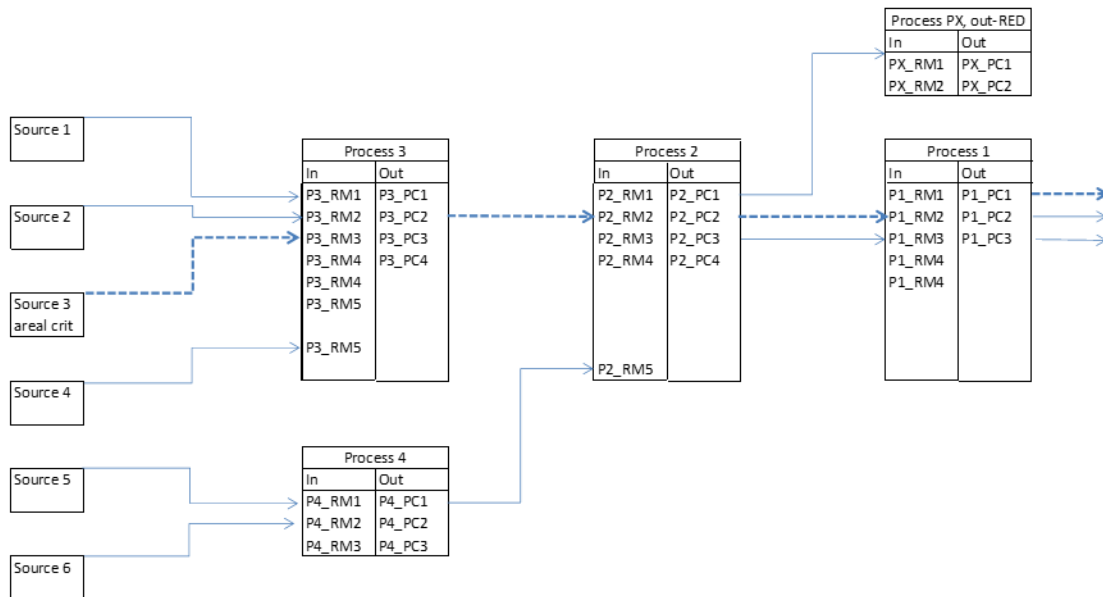 Process PX, out-RED
In Out
PX_RM1 PX_PC1
PX_RM2 PX_PC2
Source 1
Source 2
Source 3
areal crit
Source 4
Source 5
Source 6
Process 3
In Out
P3_RM1 P3_PC1
P3_RM2 P3_PC2
P3_RM3 P3_PC3
P3_RM4 P3_PC4
P3_RM4
P3_RM5
P3_RM5
Process 4
In Out
P4_RM1 P4_PC1
P4_RM2 P4_PC2
P4_RM3 P4_PC3
Process 2
In Out
P2_RM1 P2_PC1
P2_RM2 P2_PC2
P2_RM3 P2_PC3
P2_RM4 P2_PC4
P2_RM5
Process 1
In Out
P1_RM1 P1_PC1
P1_RM2 P1_PC2
P1_RM3 P1_PC3
P1_RM4
P1_RM4